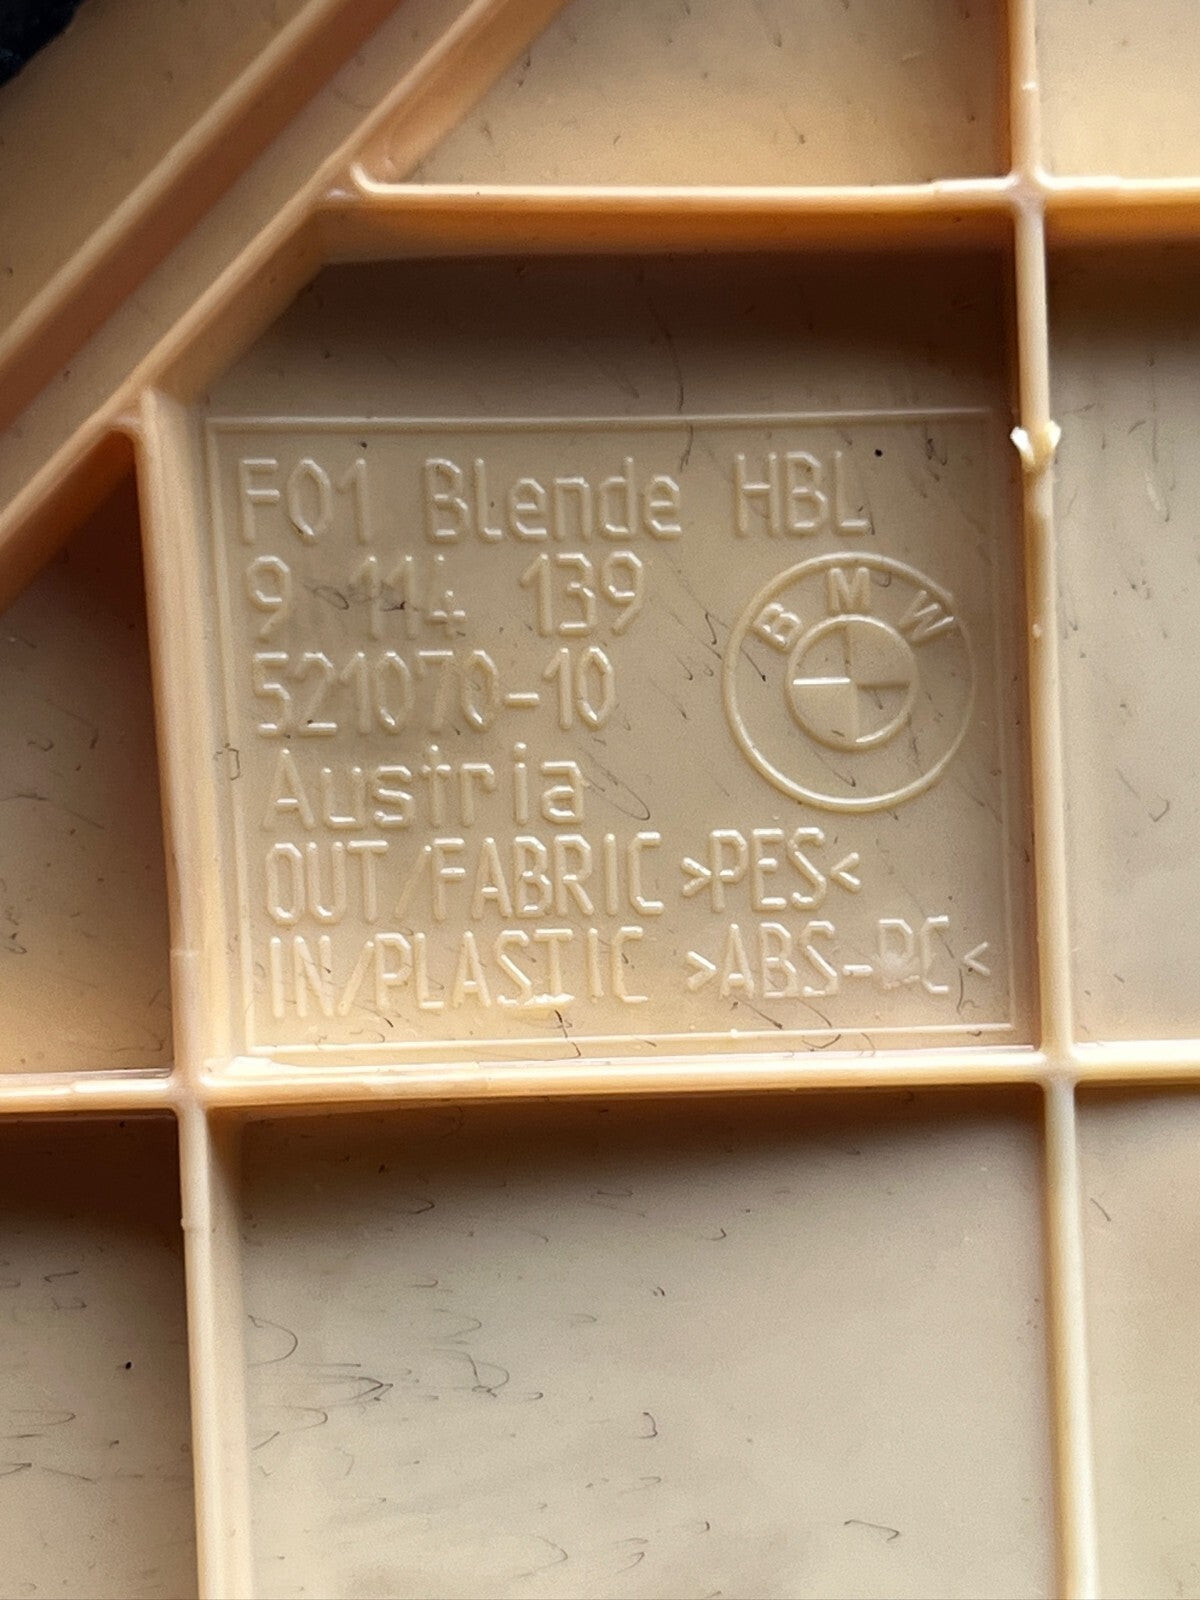 F01 Blende HBL
9 114 139
521070-10
Austria
OUT/FABRIC >PES<
IN/PLASTIC >ABS-PC<
BMW